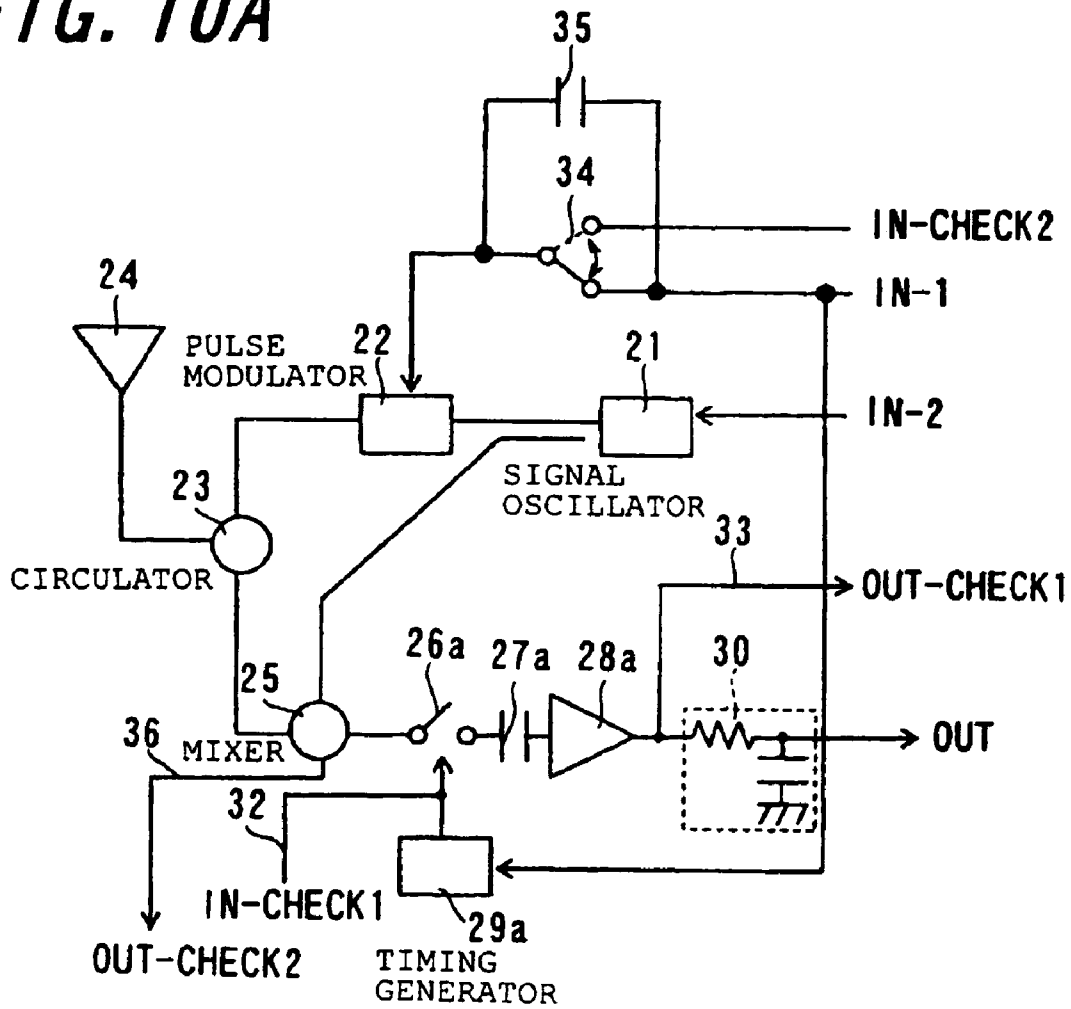 FIG. 10A
35
34
IN-CHECK2
IN-1
24
PULSE
MODULATOR
22
21
IN-2
SIGNAL
OSCILLATOR
23
CIRCULATOR
33
OUT-CHECK1
26a
27a
28a
30
25
MIXER
OUT
36
32
IN-CHECK1
29a
OUT-CHECK2
TIMING
GENERATOR